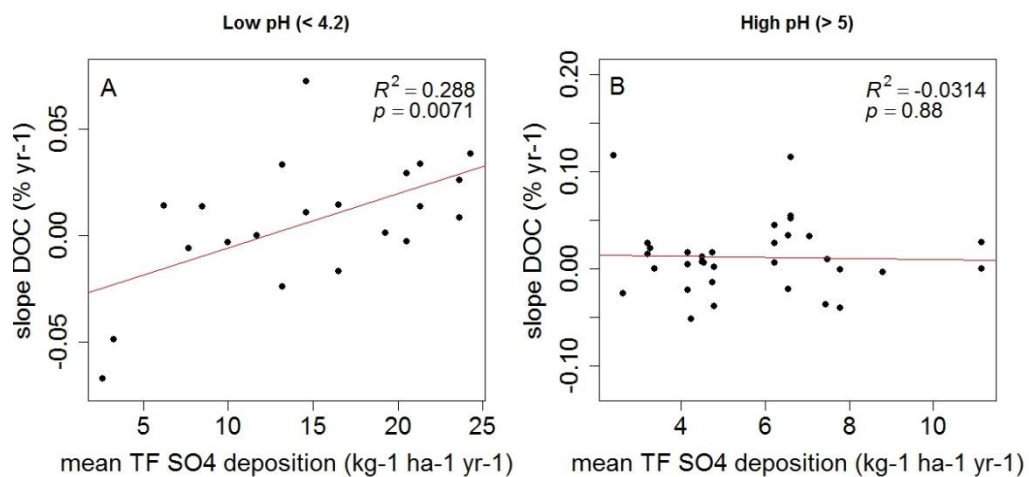 Low pH (< 4.2)
A
R² = 0.288
p = 0.0071
slope DOC (% yr-1)
0.05
0.00
-0.05
5 10 15 20 25
mean TF SO4 deposition (kg-1 ha-1 yr-1)
High pH (> 5)
B
R² = -0.0314
p = 0.88
slope DOC (% yr-1)
0.20
0.10
0.00
-0.10
4 6 8 10
mean TF SO4 deposition (kg-1 ha-1 yr-1)